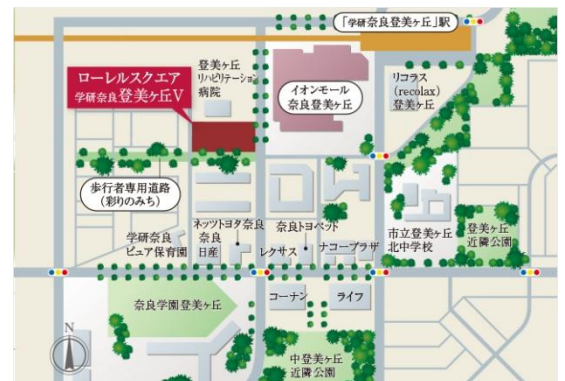 「学研奈良登美ヶ丘」駅
登美ヶ丘
リハビリテーション
病院
ローレルスクエア
学研奈良登美ヶ丘Ⅴ
イオンモール
奈良登美ヶ丘
リコラス
(recolax)
登美ヶ丘
歩行者専用道路
(彩りのみち)
学研奈良
ピュア保育園
ネッツトヨタ奈良
奈良
日産
奈良トヨペット
レクサス
ナコープラザ
市立登美ヶ丘
北中学校
登美ヶ丘
近隣公園
奈良学園登美ヶ丘
コーナン
ライフ
中登美ヶ丘
近隣公園
N